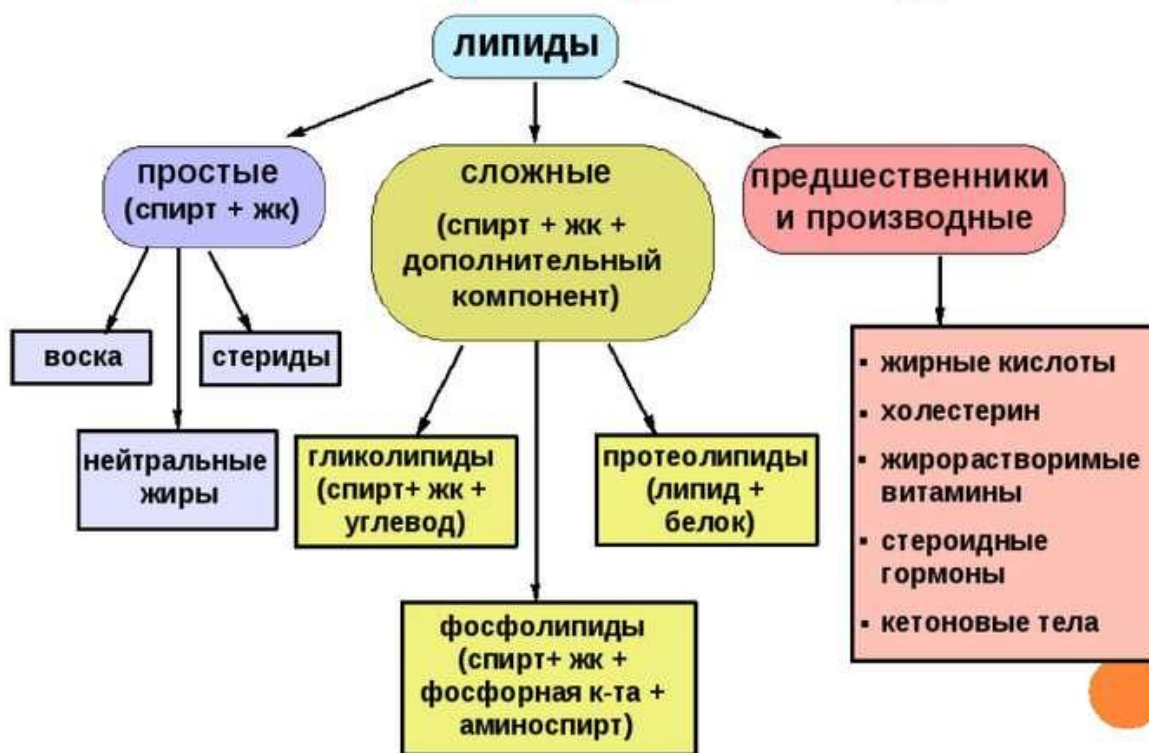 липиды
простые
(спирт + жк)
сложные
(спирт + жк +
дополнительный
компонент)
предшественники
и производные
воска
стериды
нейтральные
жиры
гликолипиды
(спирт+ жк +
углевод)
протеолипиды
(липид +
белок)
фосфолипиды
(спирт+ жк +
фосфорная к-та +
аминоспирт)
▪ жирные кислоты
▪ холестерин
▪ жирорастворимые
витамины
▪ стероидные
гормоны
▪ кетоновые тела